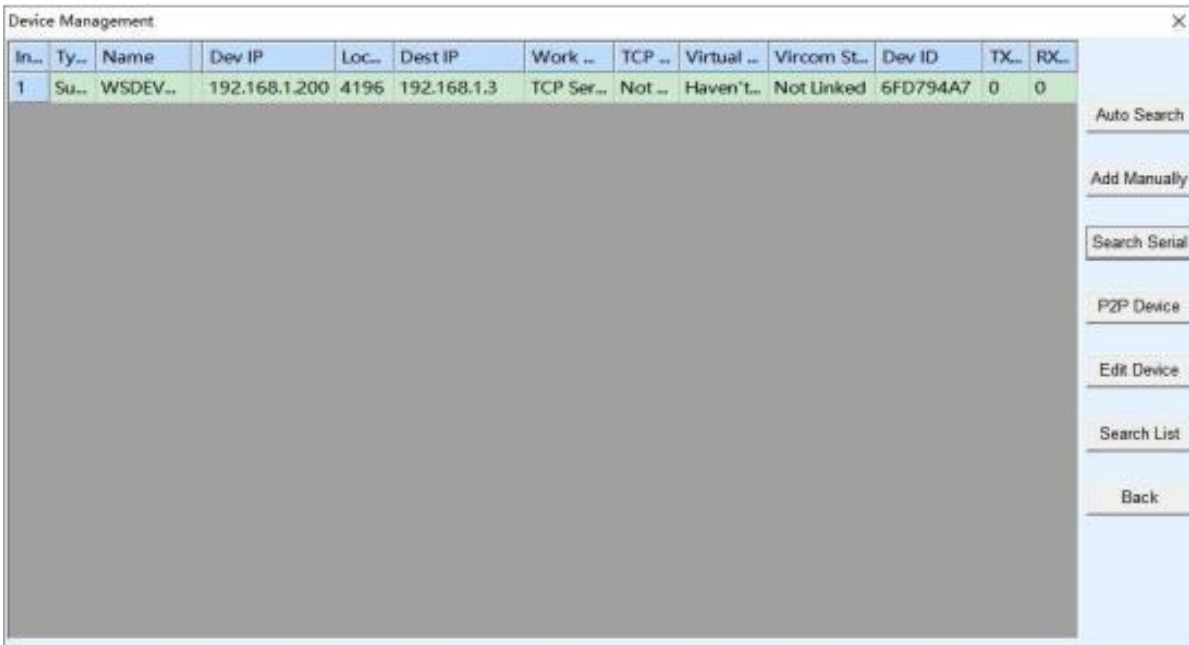 Device Management
In... Ty... Name Dev IP Loc... Dest IP Work ... TCP ... Virtual ... Vircom St... Dev ID TX... RX...
1 Su... WSDEV... 192.168.1.200 4196 192.168.1.3 TCP Ser... Not ... Haven't... Not Linked 6FD794A7 0 0
Auto Search
Add Manually
Search Serial
P2P Device
Edit Device
Search List
Back